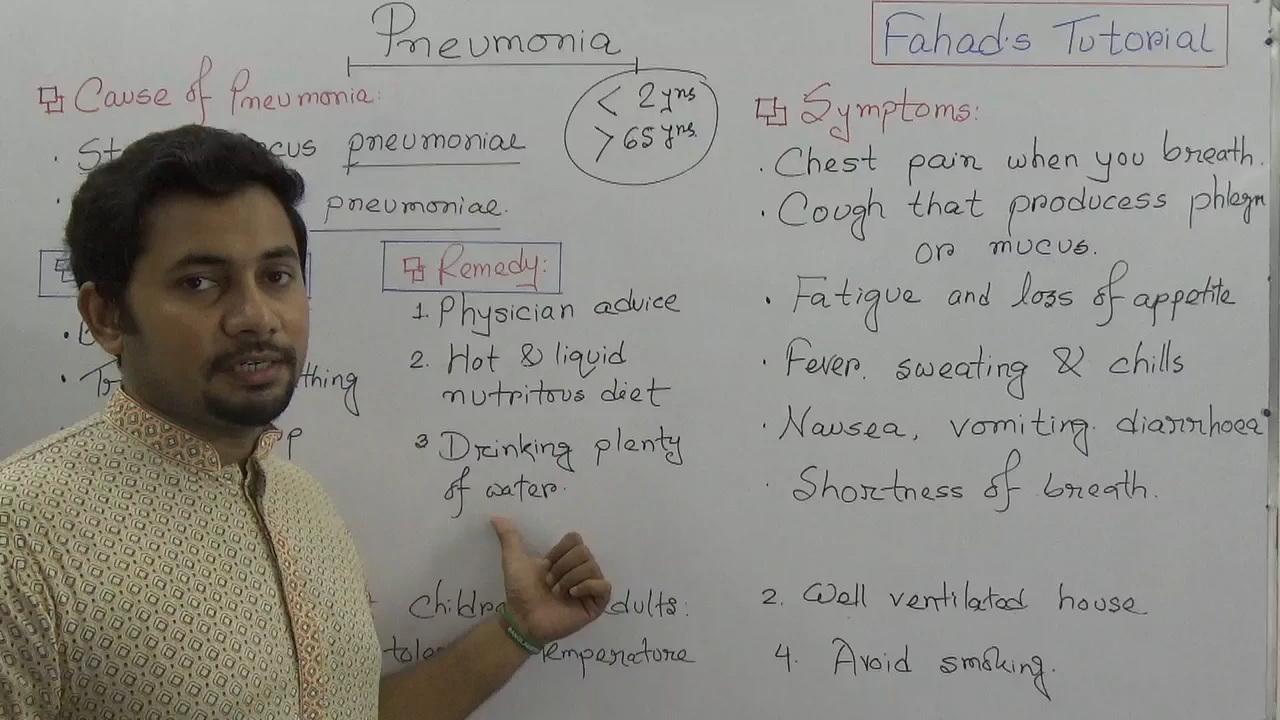 Pneumonia
Fahad's Tutorial
Cause of Pneumonia:
pneumoniae
pneumoniae.
< 2 yrs
> 65 yrs.
Remedy:
1. Physician advice
2. Hot & liquid
nutritous diet
3 Drinking plenty
of water.
Symptoms:
. Chest pain when you breath.
. Cough that producess phlegm
or mucus.
. Fatigue and loss of appetite
. Fever. sweating & chills
. Nausea, vomiting. diarrhoea
. Shortness of breath.
temperature
2. Well ventilated house
4. Avoid smoking.